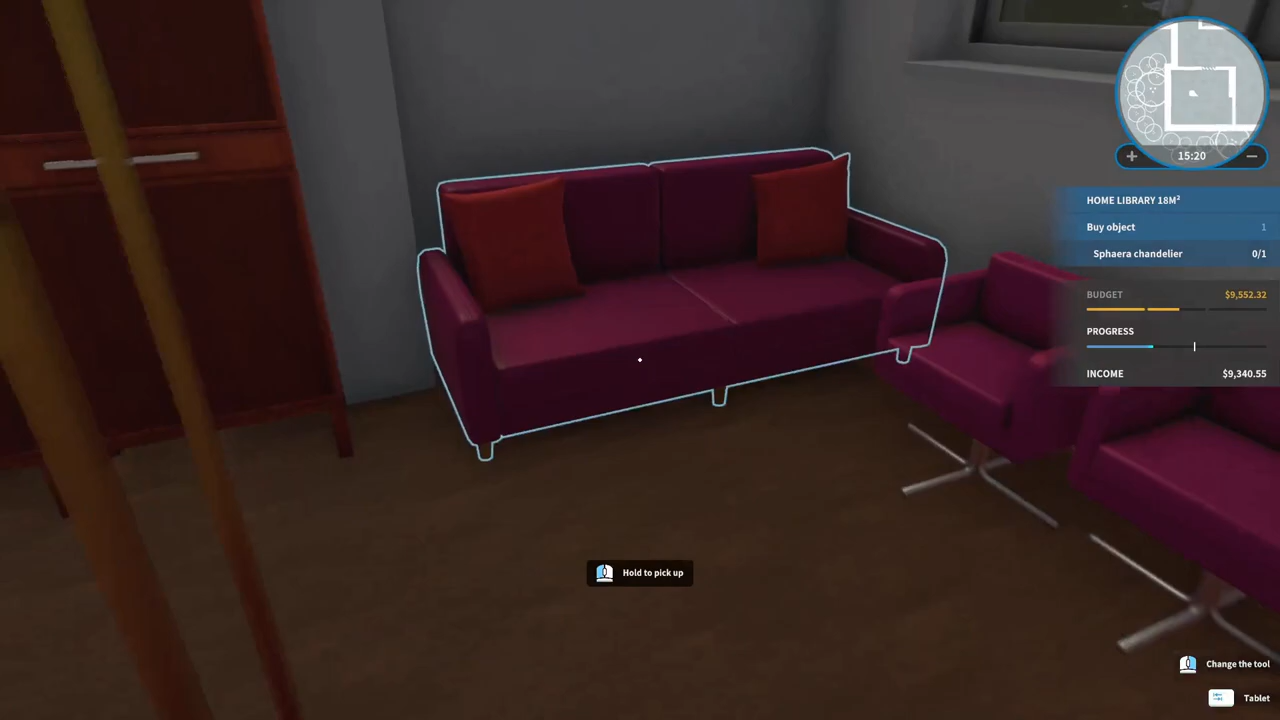 + 15:20 −
HOME LIBRARY 18M²
Buy object 1
Sphaera chandelier 0/1
BUDGET $9,552.32
PROGRESS
INCOME $9,340.55
Hold to pick up
Change the tool
Tablet